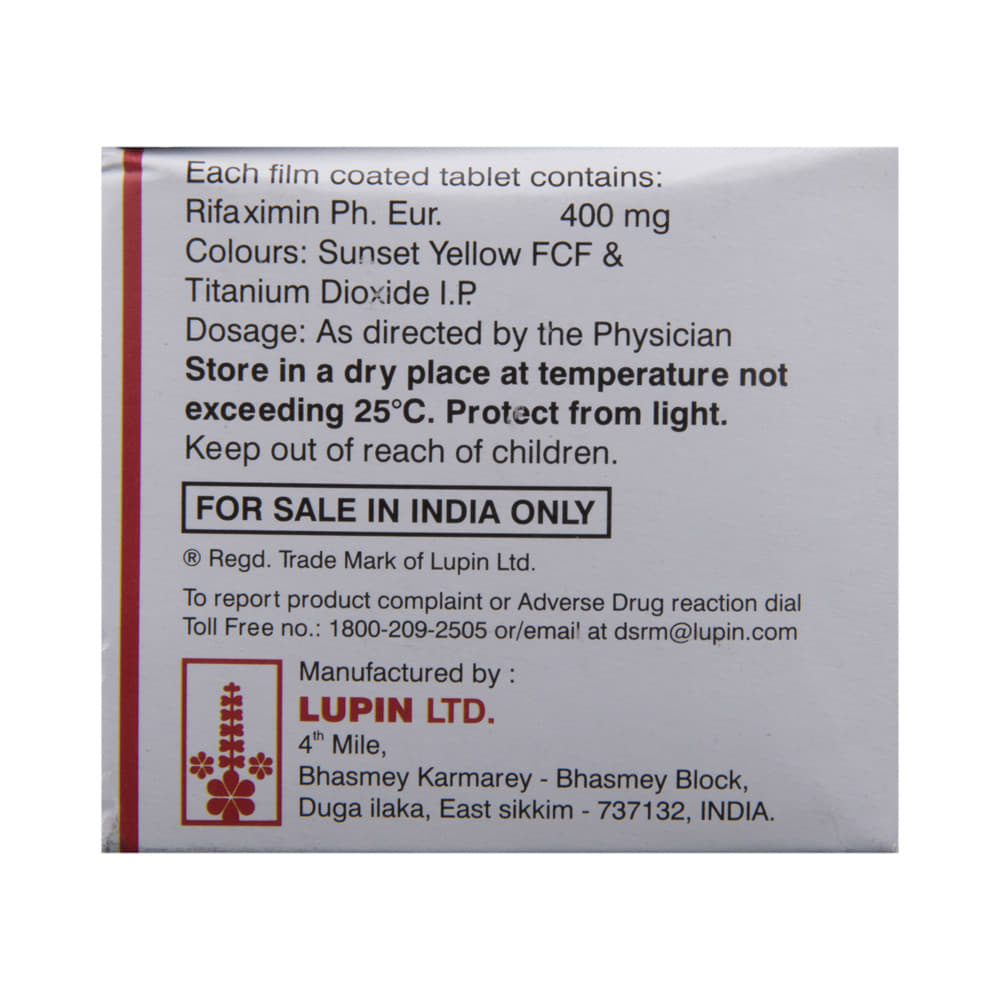 Each film coated tablet contains:
Rifaximin Ph. Eur. 400 mg
Colours: Sunset Yellow FCF &
Titanium Dioxide I.P.
Dosage: As directed by the Physician
Store in a dry place at temperature not
exceeding 25°C. Protect from light.
Keep out of reach of children.
FOR SALE IN INDIA ONLY
® Regd. Trade Mark of Lupin Ltd.
To report product complaint or Adverse Drug reaction dial
Toll Free no.: 1800-209-2505 or/email at dsrm@lupin.com
Manufactured by :
LUPIN LTD.
4th Mile,
Bhasmey Karmarey - Bhasmey Block,
Duga ilaka, East sikkim - 737132, INDIA.